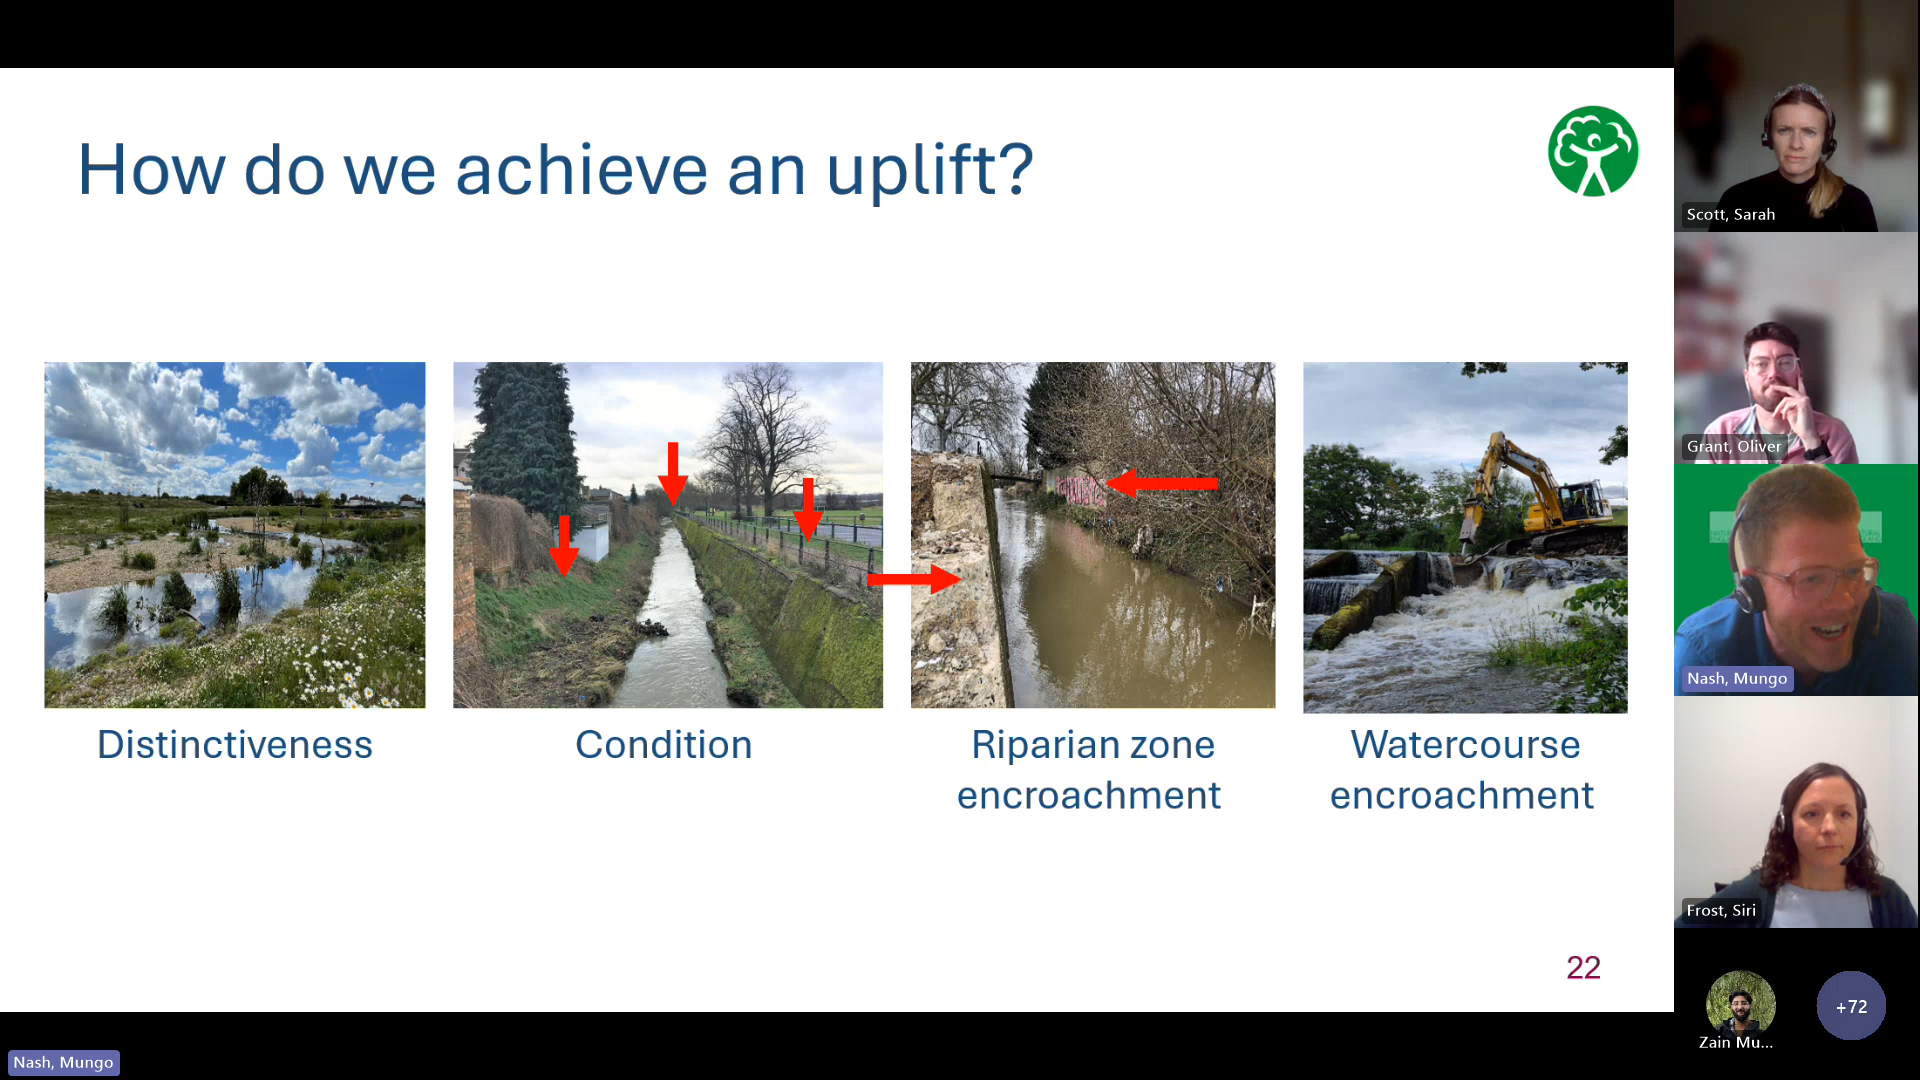 How do we achieve an uplift?
Distinctiveness
Condition
Riparian zone
encroachment
Watercourse
encroachment
22
Scott, Sarah
Grant, Oliver
Nash, Mungo
Frost, Siri
Zain Mu...
+72
Nash, Mungo